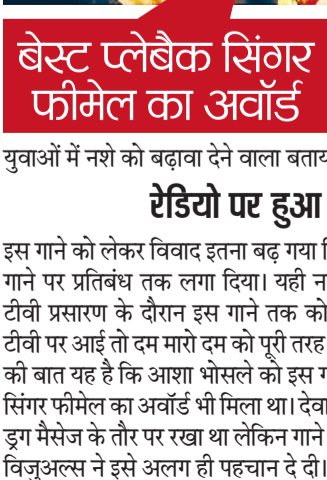 बेस्ट प्लेबैक सिंगर
फीमेल का अवॉर्ड
युवाओं में नशे को बढ़ावा देने वाला
रेडियो पर हुआ
इस गाने को लेकर विवाद इतना बढ़ गया
गाने पर प्रतिबंध तक लगा दिया। यही
टीवी प्रसारण के दौरान इस गाने तक को
टीवी पर आई तो दम मारो दम को पूरी तरह
की बात यह है कि आशा भोसले को इस
सिंगर फीमेल का अवॉर्ड भी मिला था। देवा
ड्रग मैसेज के तौर पर रखा था लेकिन गाने
विजुअल्स ने इसे अलग ही पहचान दे दी।